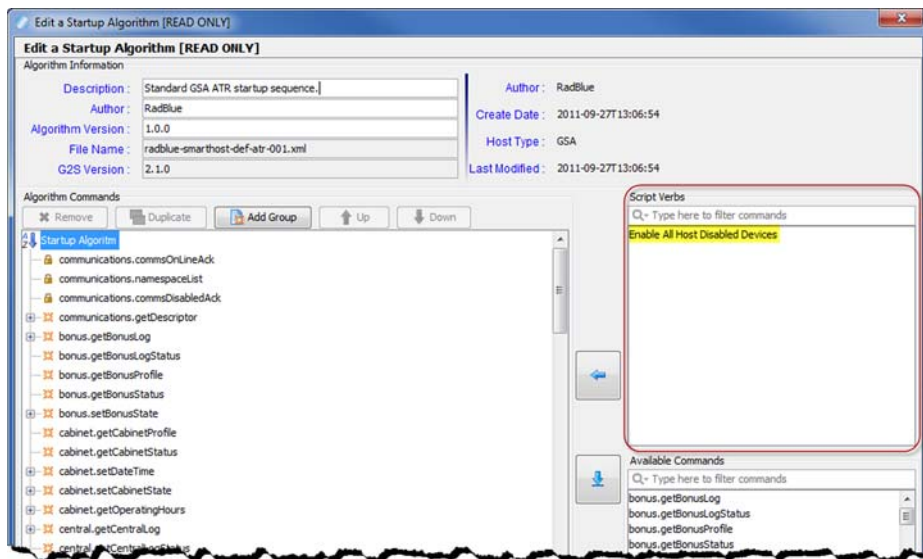 Edit a Startup Algorithm [READ ONLY]
Edit a Startup Algorithm [READ ONLY]
Algorithm Information
Description : Standard GSA ATR startup sequence.
Author : RadBlue
Algorithm Version : 1.0.0
File Name : radblue-smarthost-def-atr-001.xml
G2S Version : 2.1.0
Author : RadBlue
Create Date : 2011-09-27T13:06:54
Host Type : GSA
Last Modified : 2011-09-27T13:06:54
Algorithm Commands
Remove Duplicate Add Group Up Down
Startup Algoritm
communications.commsOnLineAck
communications.namespaceList
communications.commsDisabledAck
communications.getDescriptor
bonus.getBonusLog
bonus.getBonusLogStatus
bonus.getBonusProfile
bonus.getBonusStatus
bonus.setBonusState
cabinet.getCabinetProfile
cabinet.getCabinetStatus
cabinet.setDateTime
cabinet.setCabinetState
cabinet.getOperatingHours
central.getCentralLog
central.getCentralLogStatus
Script Verbs
Type here to filter commands
Enable All Host Disabled Devices
Available Commands
Type here to filter commands
bonus.getBonusLog
bonus.getBonusLogStatus
bonus.getBonusProfile
bonus.getBonusStatus